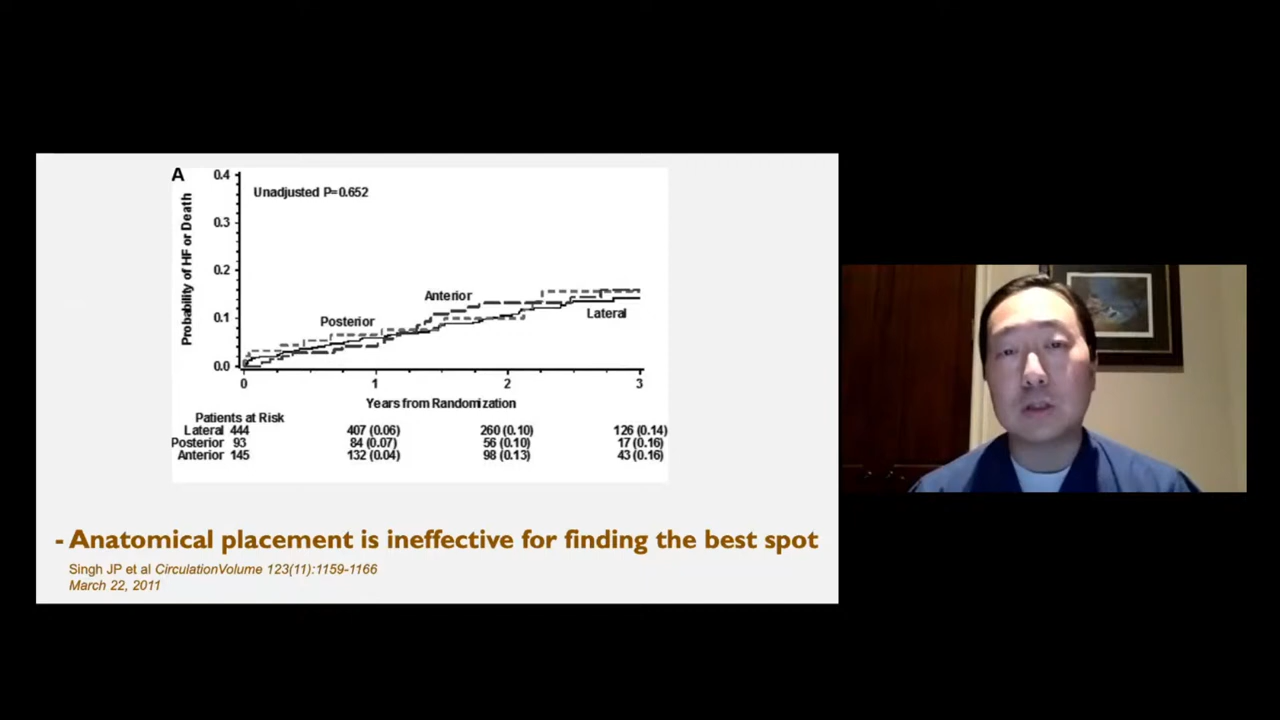 A
0.4
Unadjusted P=0.652
0.3
0.2
0.1
0.0
Probability of HF or Death
Anterior
Posterior
Lateral
0 1 2 3
Years from Randomization
Patients at Risk
Lateral 444 407 (0.06) 260 (0.10) 126 (0.14)
Posterior 93 84 (0.07) 56 (0.10) 17 (0.16)
Anterior 145 132 (0.04) 98 (0.13) 43 (0.16)
- Anatomical placement is ineffective for finding the best spot
Singh JP et al CirculationVolume 123(11):1159-1166
March 22, 2011